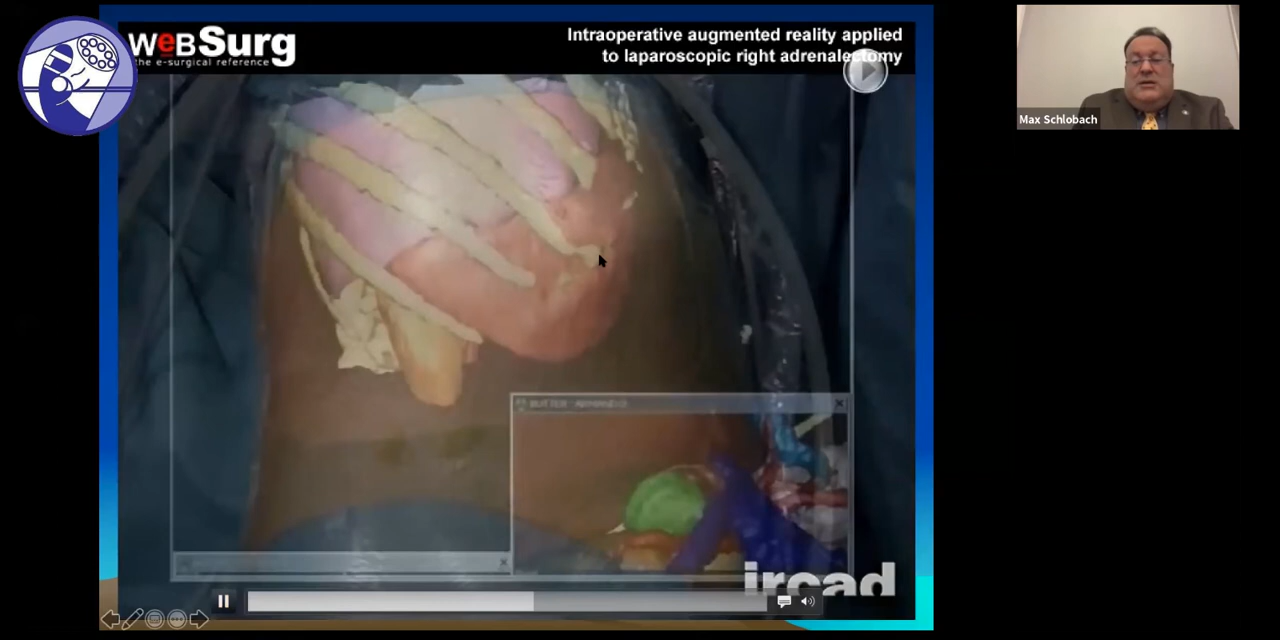 WeBSurg
the e-surgical reference
Intraoperative augmented reality applied
to laparoscopic right adrenalectomy
Max Schlobach
ircad